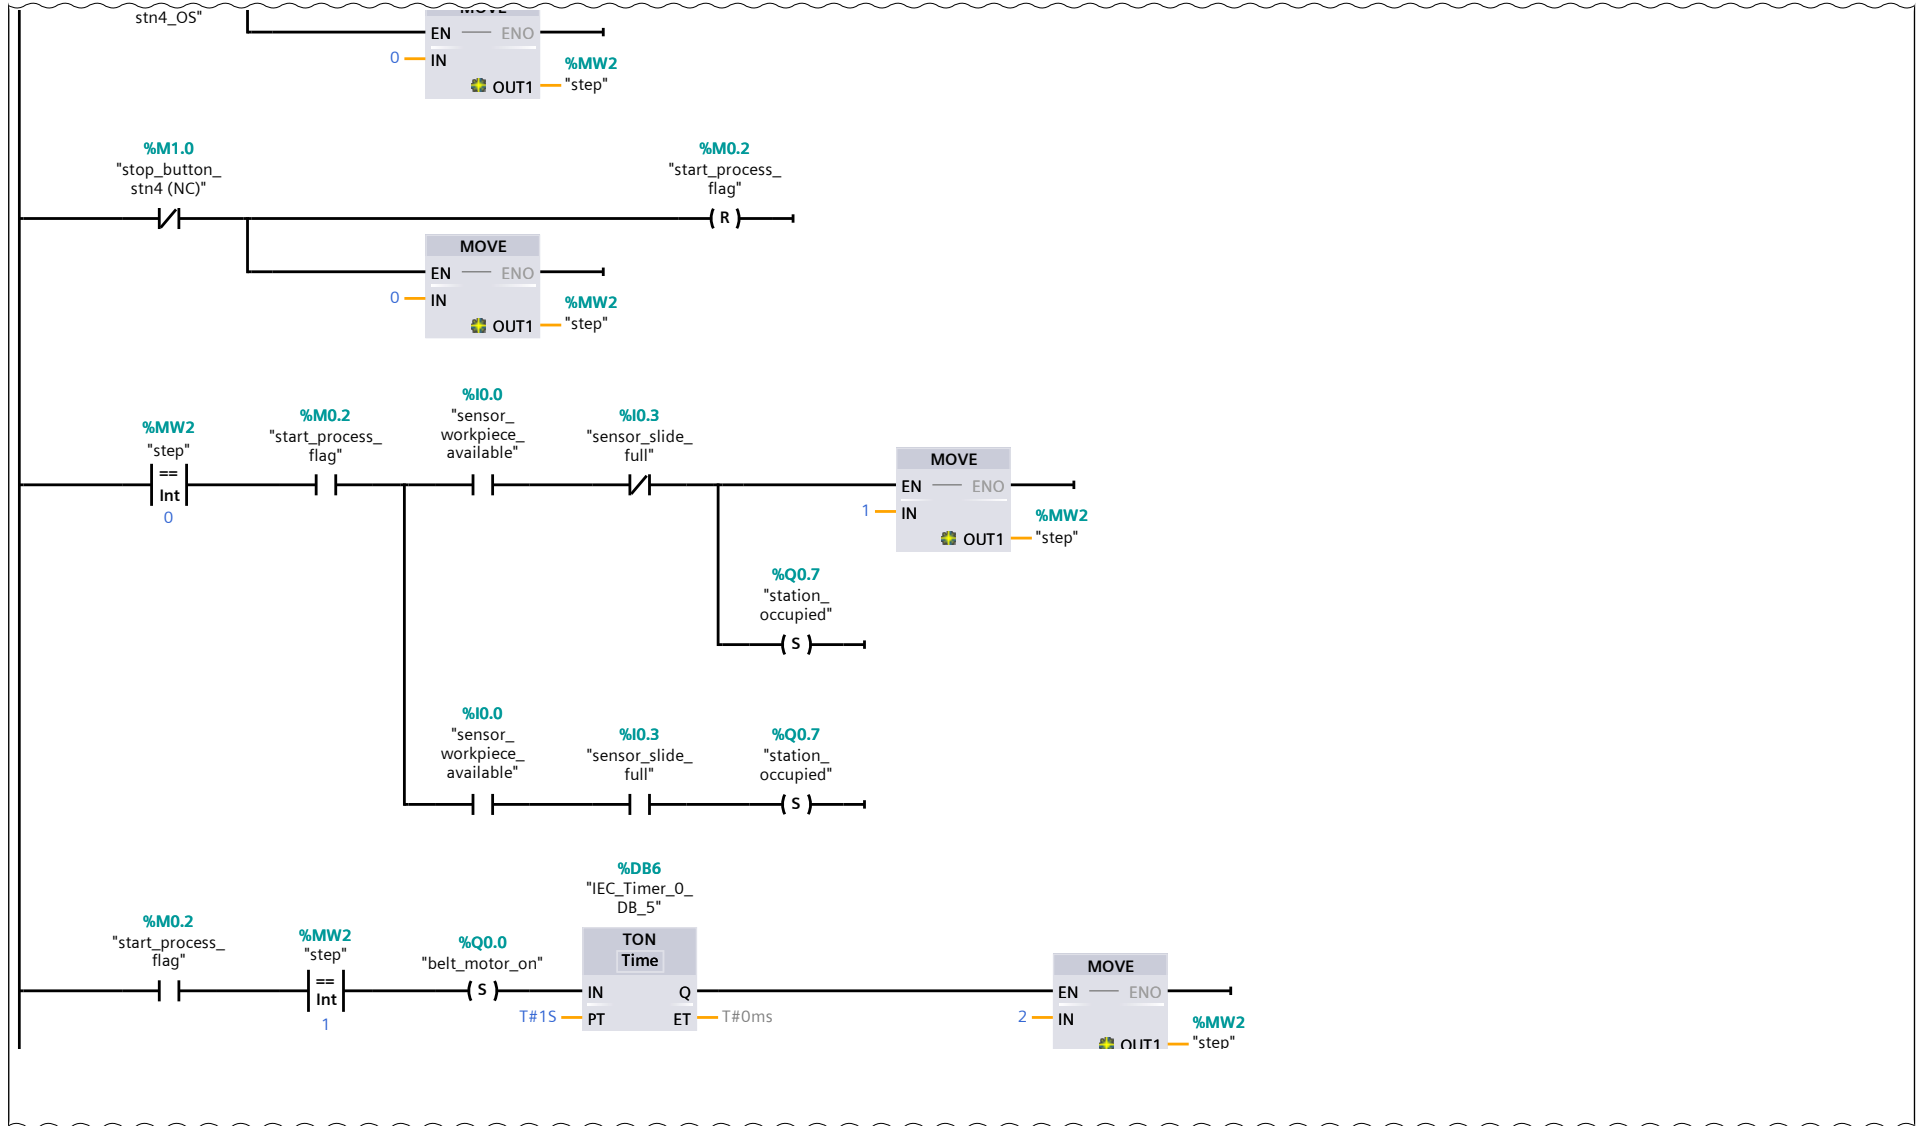 stn4_OS"
MOVE
EN
ENO
0
IN
%MW2
OUT1
"step"
%M1.0
"stop_button_
stn4 (NC)"
%M0.2
"start_process_
flag"
R
MOVE
EN
ENO
0
IN
%MW2
OUT1
"step"
%MW2
"step"
==
Int
0
%M0.2
"start_process_
flag"
%I0.0
"sensor_
workpiece_
available"
%I0.3
"sensor_slide_
full"
MOVE
EN
ENO
1
IN
%MW2
OUT1
"step"
%Q0.7
"station_
occupied"
S
%I0.0
"sensor_
workpiece_
available"
%I0.3
"sensor_slide_
full"
%Q0.7
"station_
occupied"
S
%M0.2
"start_process_
flag"
%MW2
"step"
==
Int
1
%Q0.0
"belt_motor_on"
S
%DB6
"IEC_Timer_0_
DB_5"
TON
Time
IN
Q
T#1S
PT
ET
T#0ms
MOVE
EN
ENO
2
IN
%MW2
OUT1
"step"